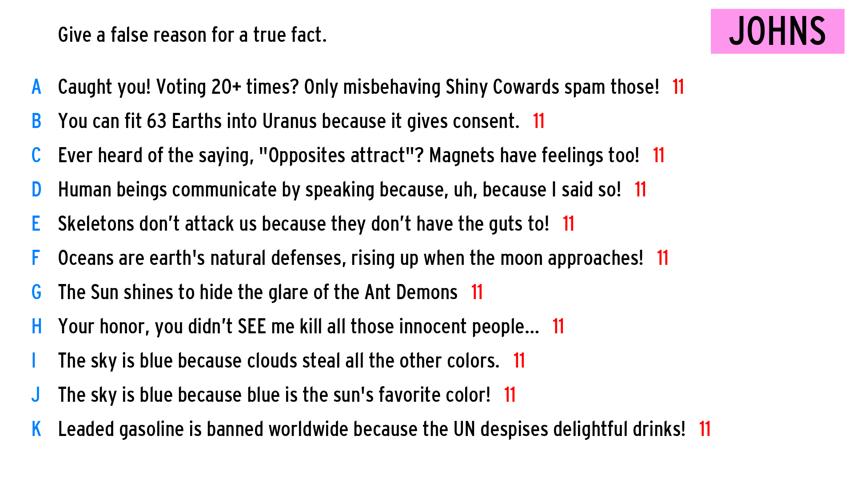 Give a false reason for a true fact.
JOHNS
A Caught you! Voting 20+ times? Only misbehaving Shiny Cowards spam those! 11
B You can fit 63 Earths into Uranus because it gives consent. 11
C Ever heard of the saying, "Opposites attract"? Magnets have feelings too! 11
D Human beings communicate by speaking because, uh, because I said so! 11
E Skeletons don't attack us because they don't have the guts to! 11
F Oceans are earth's natural defenses, rising up when the moon approaches! 11
G The Sun shines to hide the glare of the Ant Demons 11
H Your honor, you didn't SEE me kill all those innocent people... 11
I The sky is blue because clouds steal all the other colors. 11
J The sky is blue because blue is the sun's favorite color! 11
K Leaded gasoline is banned worldwide because the UN despises delightful drinks! 11